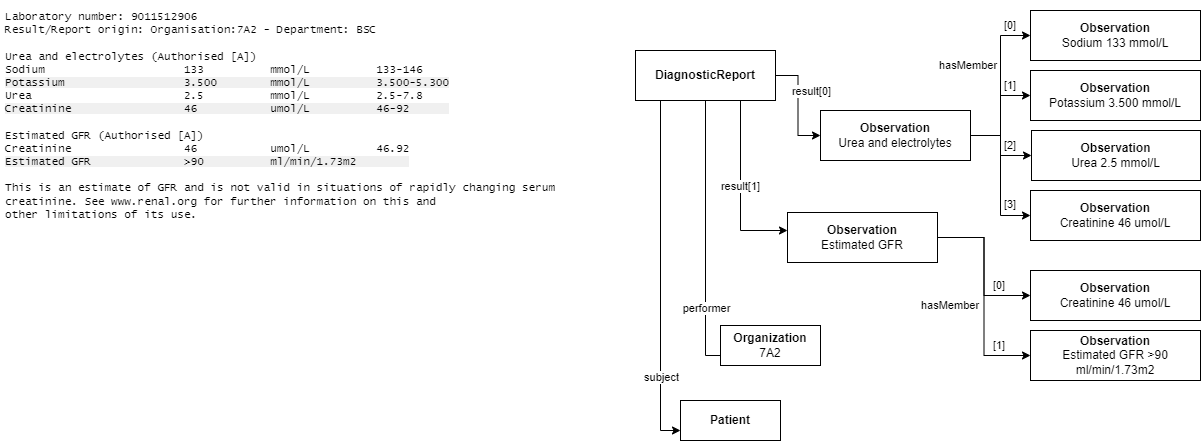 Laboratory number: 9011512906
Result/Report origin: Organisation:7A2 - Department: BSC
Urea and electrolytes (Authorised [A])
Sodium 133 mmol/L 133-146
Potassium 3.500 mmol/L 3.500-5.300
Urea 2.5 mmol/L 2.5-7.8
Creatinine 46 umol/L 46-92
Estimated GFR (Authorised [A])
Creatinine 46 umol/L 46.92
Estimated GFR >90 ml/min/1.73m2
This is an estimate of GFR and is not valid in situations of rapidly changing serum
creatinine. See www.renal.org for further information on this and
other limitations of its use.
DiagnosticReport
result[0]
Observation
Urea and electrolytes
hasMember
[0]
Observation
Sodium 133 mmol/L
[1]
Observation
Potassium 3.500 mmol/L
[2]
Observation
Urea 2.5 mmol/L
[3]
Observation
Creatinine 46 umol/L
result[1]
Observation
Estimated GFR
hasMember
[0]
Observation
Creatinine 46 umol/L
[1]
Observation
Estimated GFR >90
ml/min/1.73m2
performer
Organization
7A2
subject
Patient